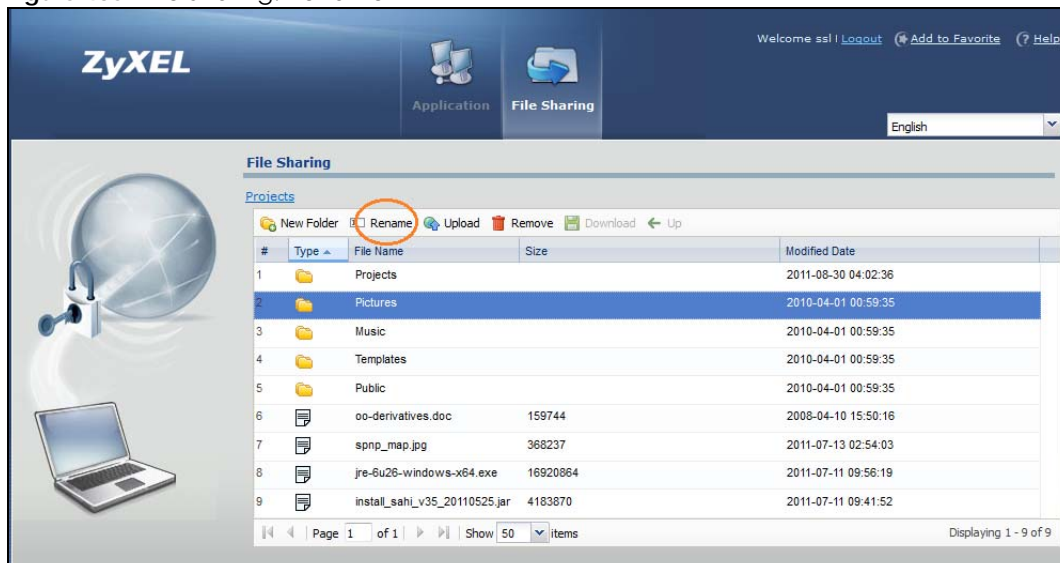 Welcome ssl | Logout Add to Favorite ? Help
ZyXEL
Application File Sharing
English
File Sharing
Projects
New Folder Rename Upload Remove Download Up
# Type File Name Size Modified Date
1 Projects 2011-08-30 04:02:36
2 Pictures 2010-04-01 00:59:35
3 Music 2010-04-01 00:59:35
4 Templates 2010-04-01 00:59:35
5 Public 2010-04-01 00:59:35
6 oo-derivatives.doc 159744 2008-04-10 15:50:16
7 spnp_map.jpg 368237 2011-07-13 02:54:03
8 jre-6u26-windows-x64.exe 16920864 2011-07-11 09:56:19
9 install_sahi_v35_20110525.jar 4183870 2011-07-11 09:41:52
Page 1 of 1 Show 50 items Displaying 1 - 9 of 9